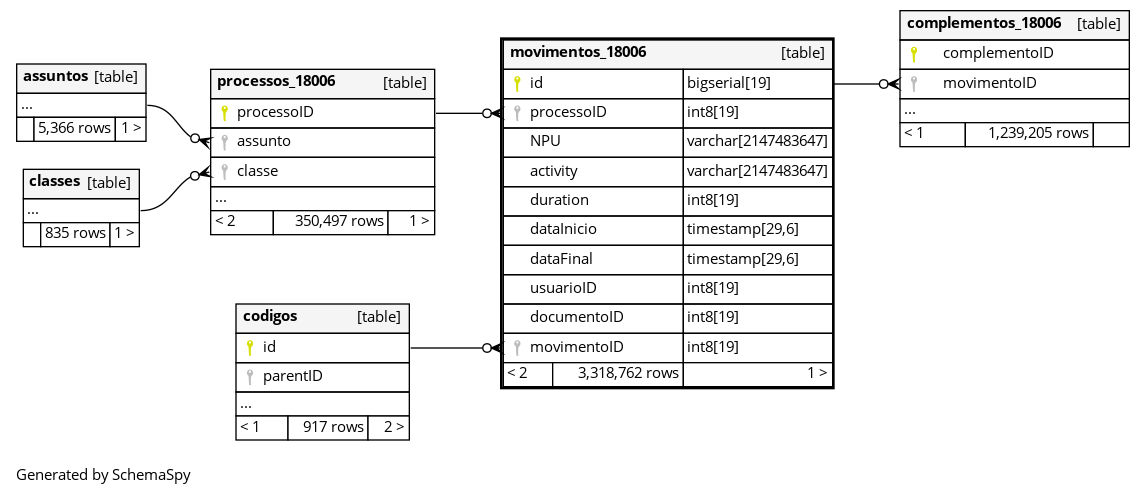 assuntos [table]
...
5,366 rows 1 >
classes [table]
...
835 rows 1 >
processos_18006 [table]
processoID
assunto
classe
...
< 2 350,497 rows 1 >
codigos [table]
id
parentID
...
< 1 917 rows 2 >
movimentos_18006 [table]
id bigserial[19]
processoID int8[19]
NPU varchar[2147483647]
activity varchar[2147483647]
duration int8[19]
dataInicio timestamp[29,6]
dataFinal timestamp[29,6]
usuarioID int8[19]
documentoID int8[19]
movimentoID int8[19]
< 2 3,318,762 rows 1 >
complementos_18006 [table]
complementoID
movimentoID
...
< 1 1,239,205 rows
Generated by SchemaSpy